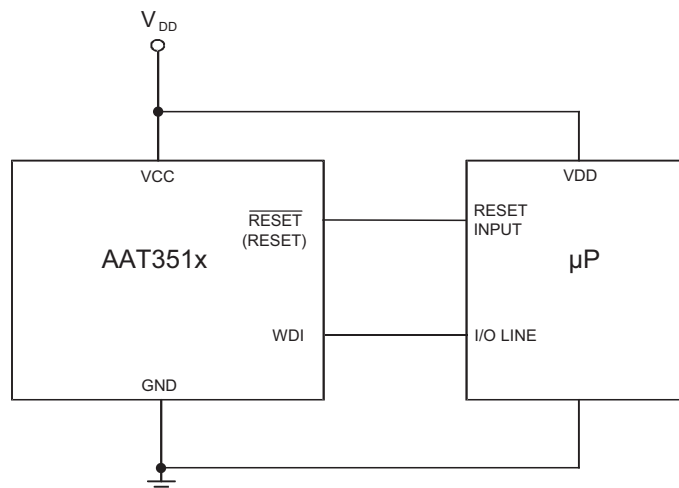 VDD
VCC
VDD
RESET
(RESET)
RESET
INPUT
AAT351x
µP
WDI
I/O LINE
GND